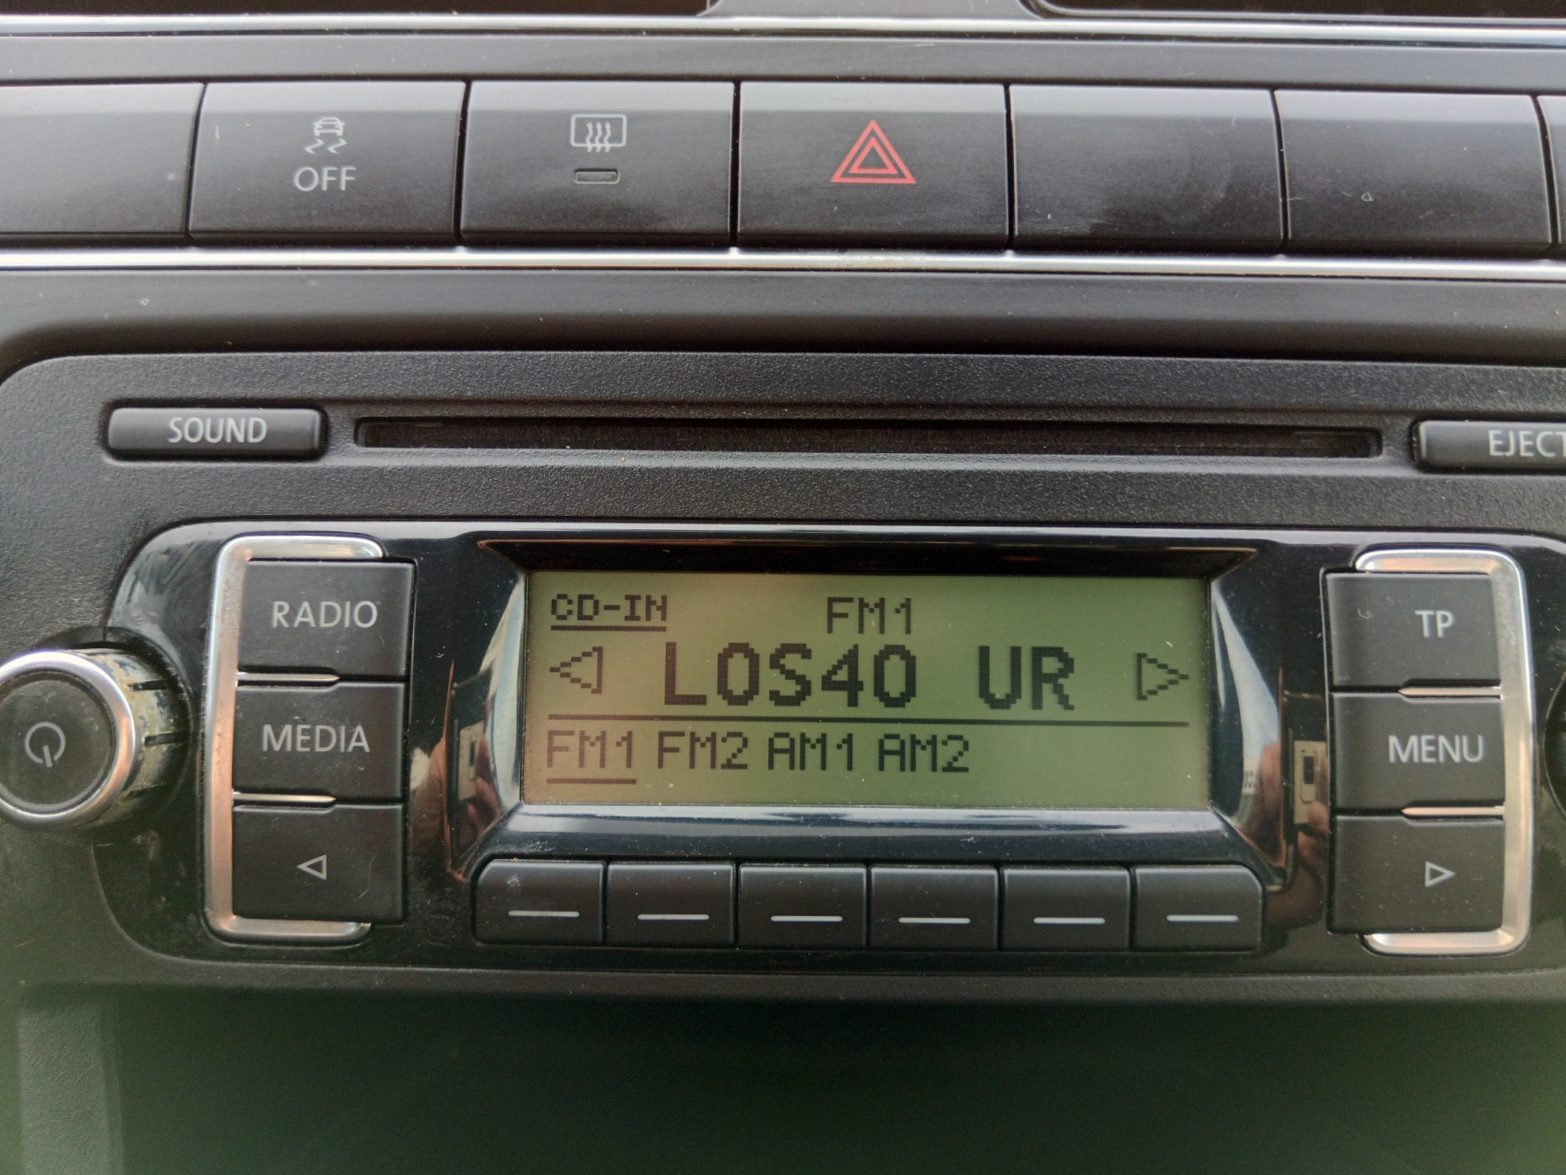 OFF
SOUND
EJECT
RADIO
MEDIA
CD-IN FM1
LOS40 UR
FM1 FM2 AM1 AM2
TP
MENU